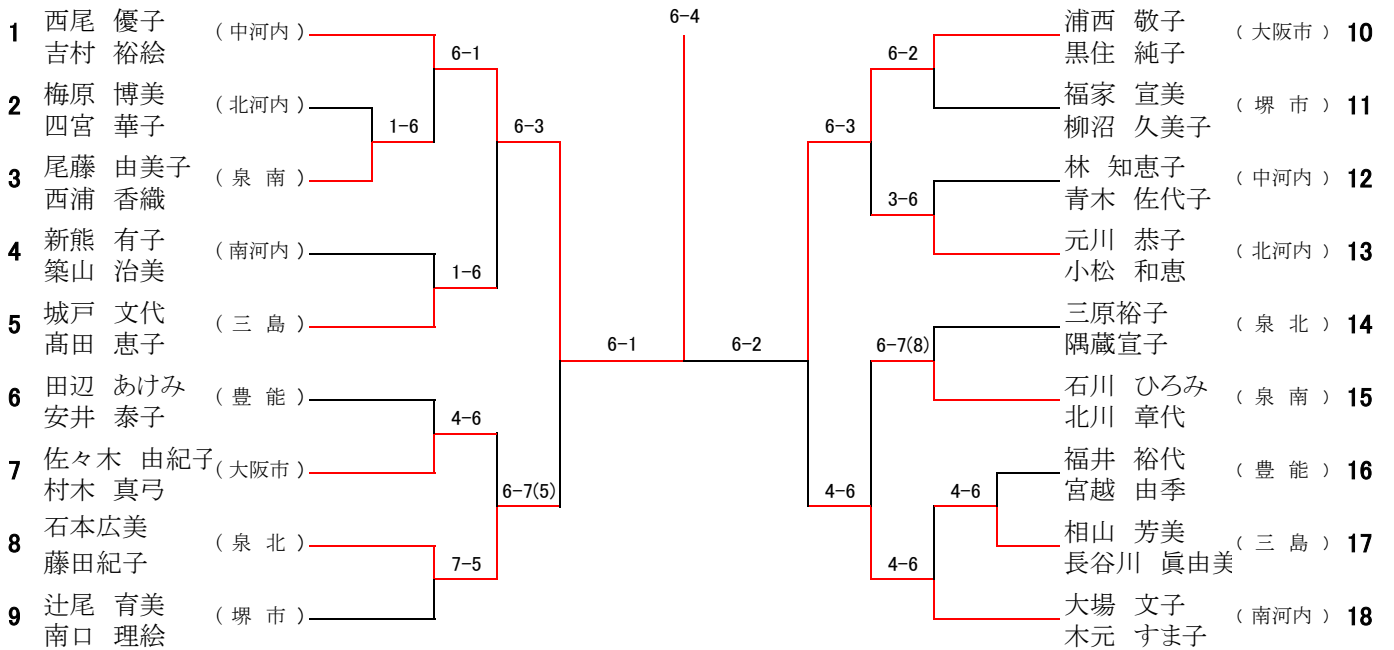 6-4
1 西尾 優子 (中河内)
吉村 裕絵
6-1
2 梅原 博美 (北河内)
四宮 華子
1-6
6-3
3 尾藤 由美子 (泉 南)
西浦 香織
4 新熊 有子 (南河内)
築山 治美
1-6
5 城戸 文代 (三 島)
髙田 恵子
6-1
6 田辺 あけみ (豊 能)
安井 泰子
4-6
7 佐々木 由紀子 (大阪市)
村木 真弓
6-7(5)
8 石本広美 (泉 北)
藤田紀子
7-5
9 辻尾 育美 (堺 市)
南口 理絵
浦西 敬子 (大阪市) 10
黒住 純子
6-2
福家 宣美 (堺 市) 11
柳沼 久美子
6-3
林 知恵子 (中河内) 12
青木 佐代子
3-6
元川 恭子 (北河内) 13
小松 和恵
6-2
三原裕子 (泉 北) 14
隅蔵宣子
6-7(8)
石川 ひろみ (泉 南) 15
北川 章代
福井 裕代 (豊 能) 16
宮越 由季
4-6
4-6
相山 芳美 (三 島) 17
長谷川 眞由美
4-6
大場 文子 (南河内) 18
木元 すま子